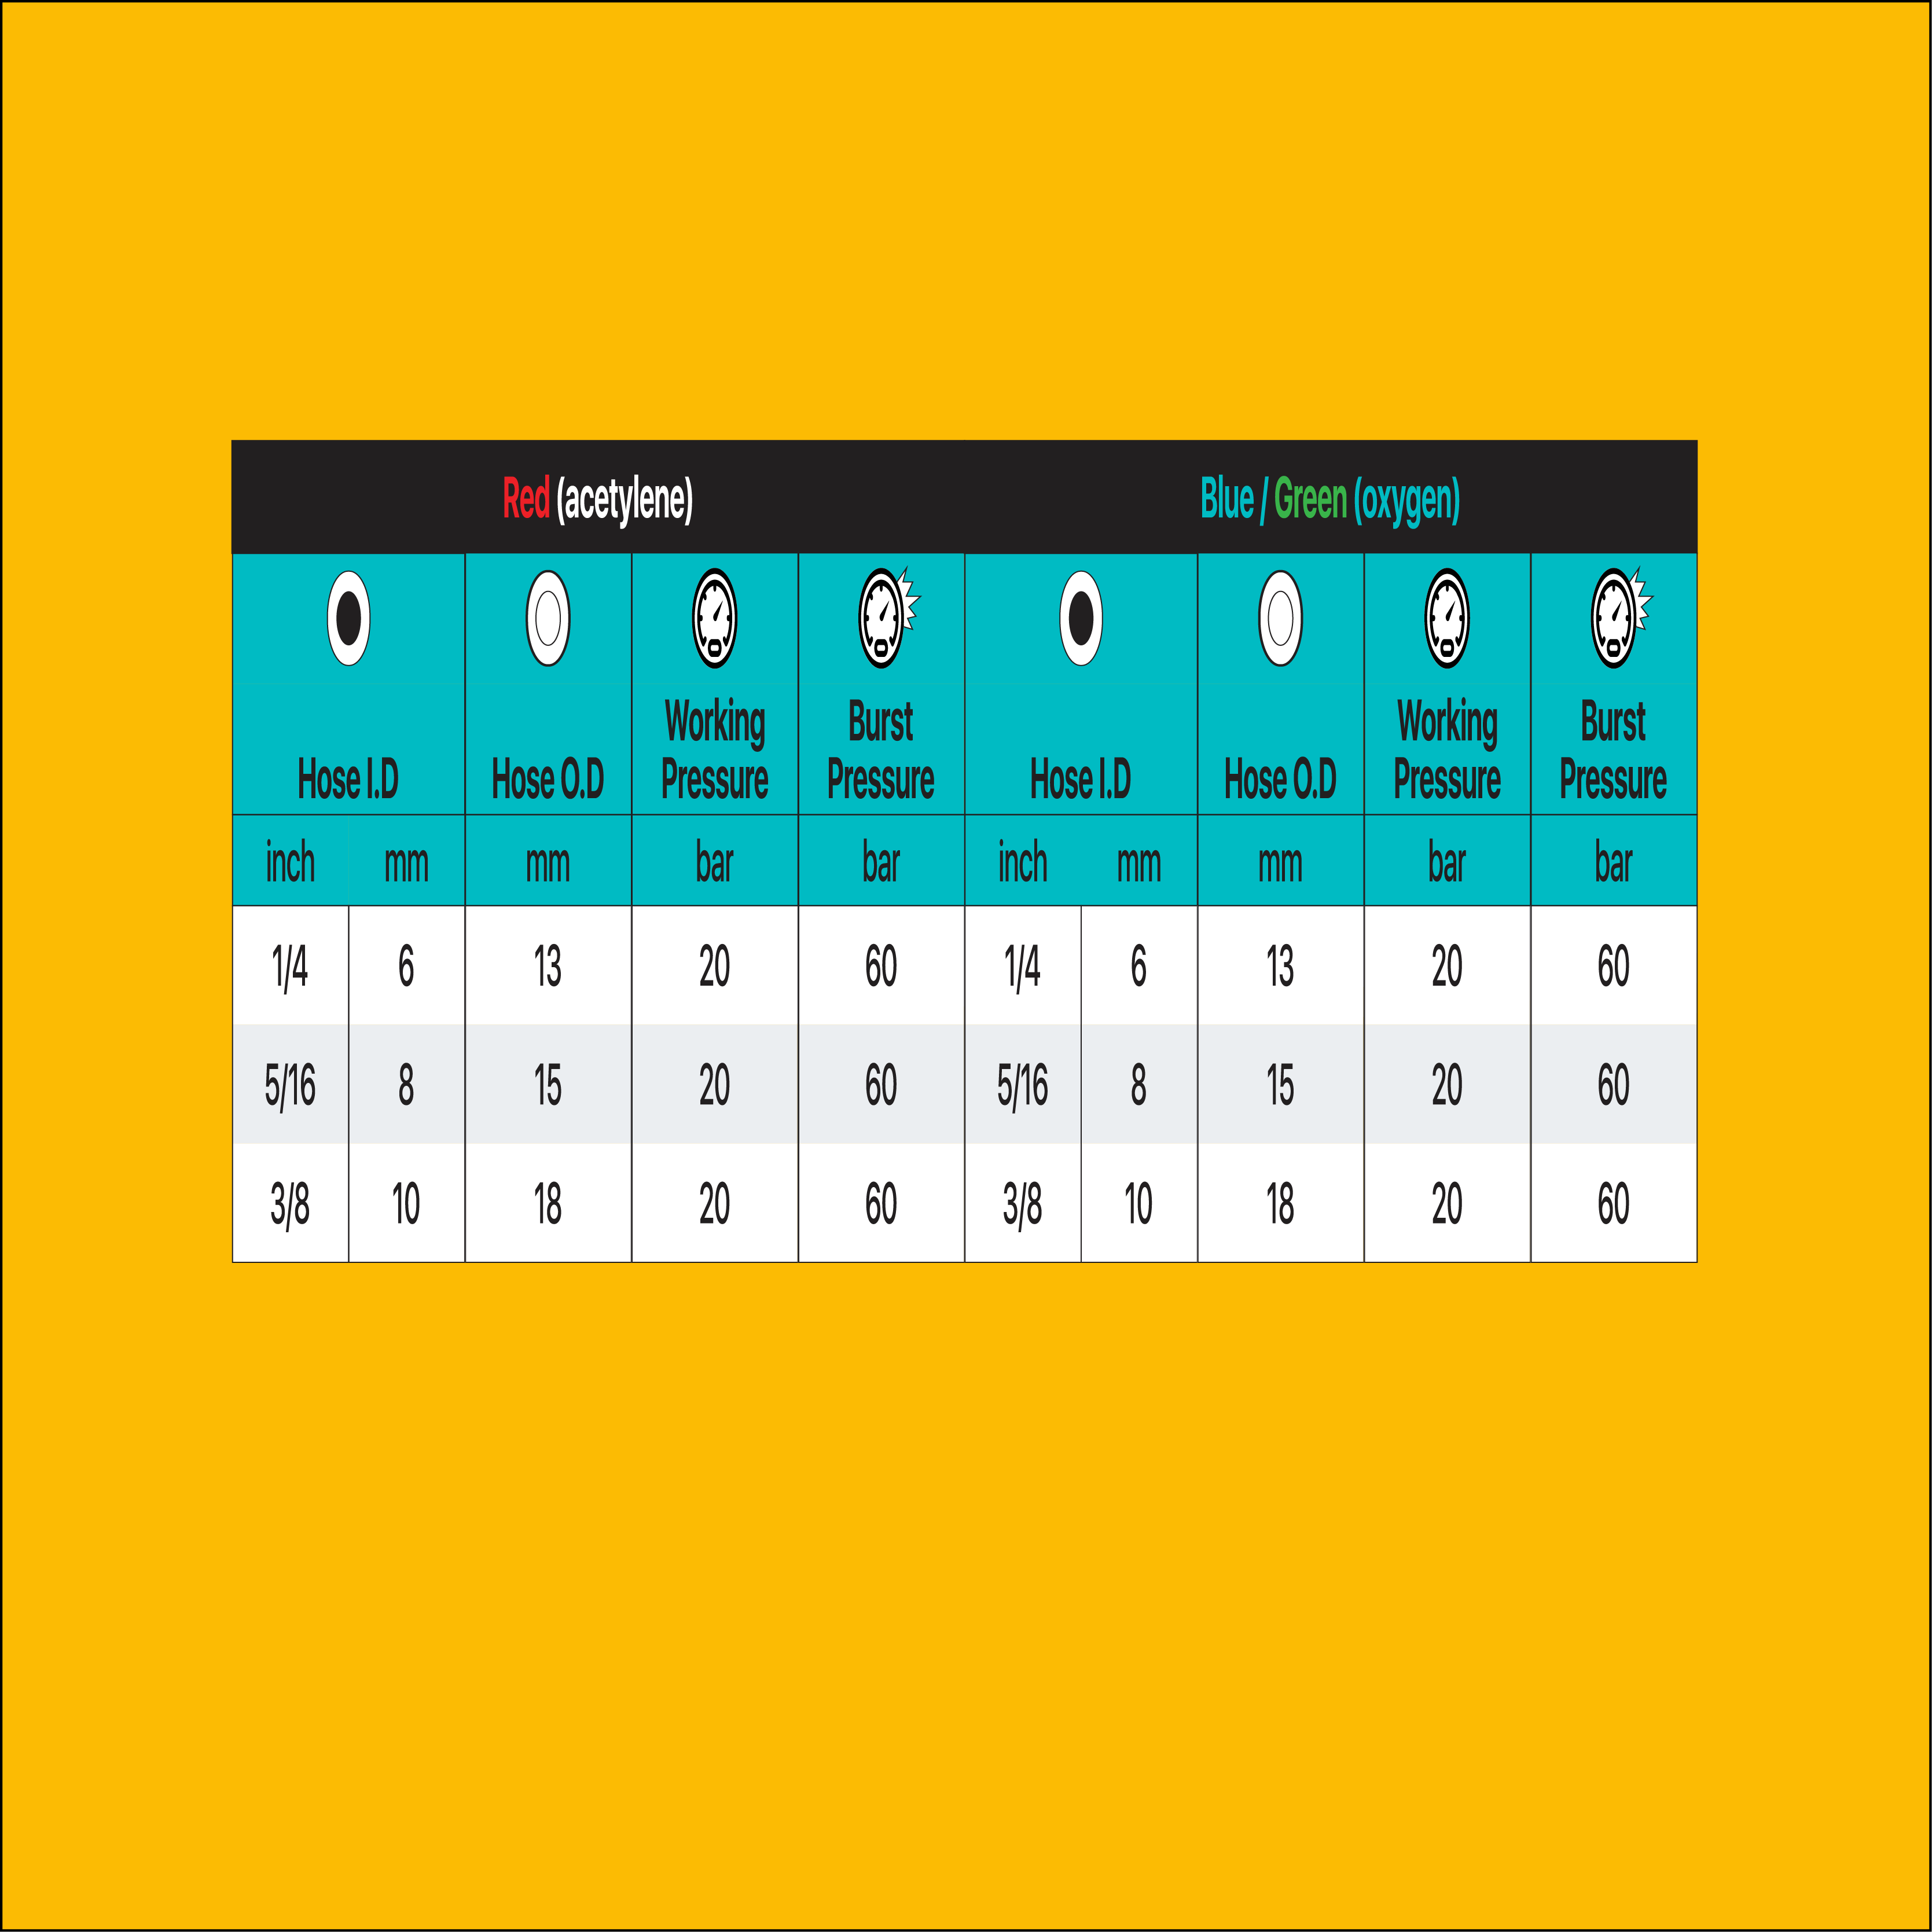 Red (acetylene) Blue / Green (oxygen)
Working Burst Working Burst
Hose I.D Hose O.D Pressure Pressure Hose I.D Hose O.D Pressure Pressure
inch mm mm bar bar inch mm mm bar bar
1/4 6 13 20 60 1/4 6 13 20 60
5/16 8 15 20 60 5/16 8 15 20 60
3/8 10 18 20 60 3/8 10 18 20 60